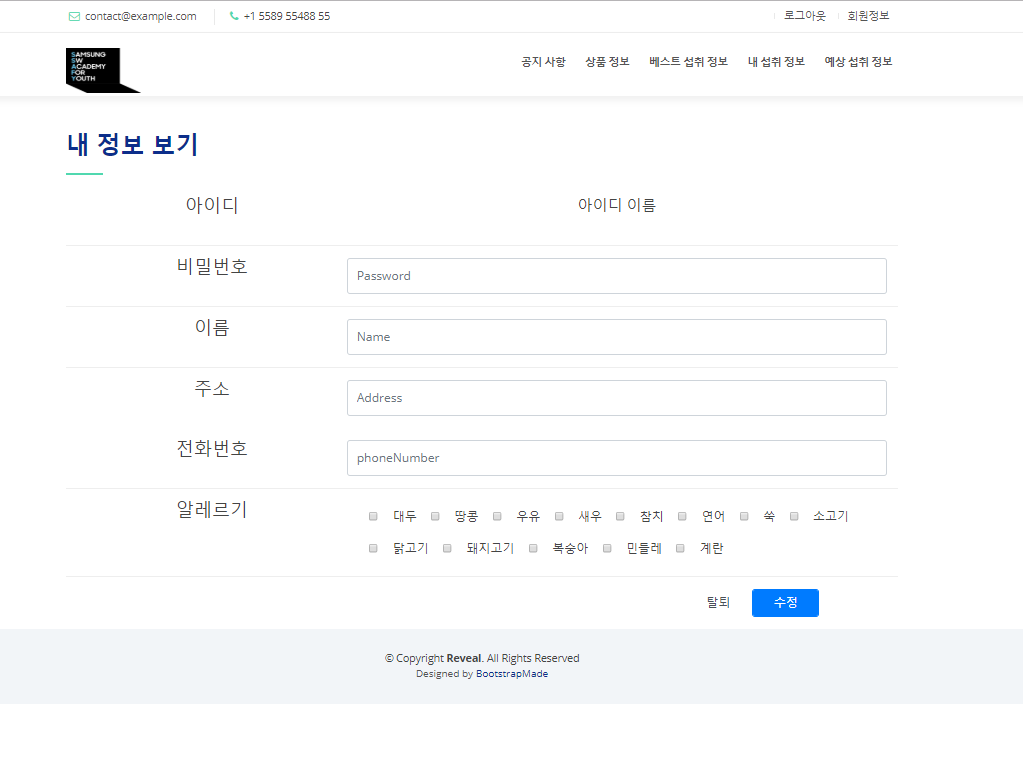 contact@example.com +1 5589 55488 55 로그아웃 회원정보
SAMSUNG
SW
ACADEMY
FOR
YOUTH
공지 사항 상품 정보 베스트 섭취 정보 내 섭취 정보 예상 섭취 정보
내 정보 보기
아이디 아이디 이름
비밀번호 Password
이름 Name
주소 Address
전화번호 phoneNumber
알레르기 대두 땅콩 우유 새우 참치 연어 쑥 소고기
닭고기 돼지고기 복숭아 민들레 계란
탈퇴 수정
© Copyright Reveal. All Rights Reserved
Designed by BootstrapMade